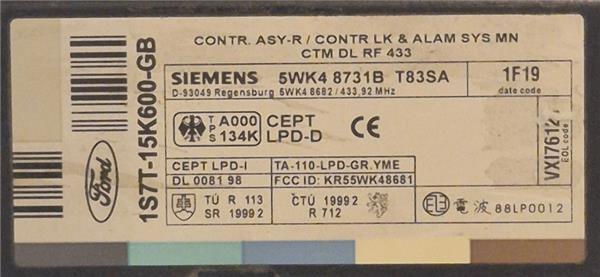 CONTR. ASY-R / CONTR LK & ALAM SYS MN
CTM DL RF 433
SIEMENS 5WK4 8731B T83SA
D-93049 Regensburg 5WK4 8682 / 433,92 MHz
1F19
date code
TPS A000
134K
CEPT
LPD-D
CE
CEPT LPD-I
DL 0081 98
TA-110-LPD-GR.YME
FCC ID: KR55WK48681
TÜ R 113
SR 1999 2
ČTÚ 1999 2
R 712
電波 88LP0012
VXI7612
EOL code
Ford
1S7T-15K600-GB